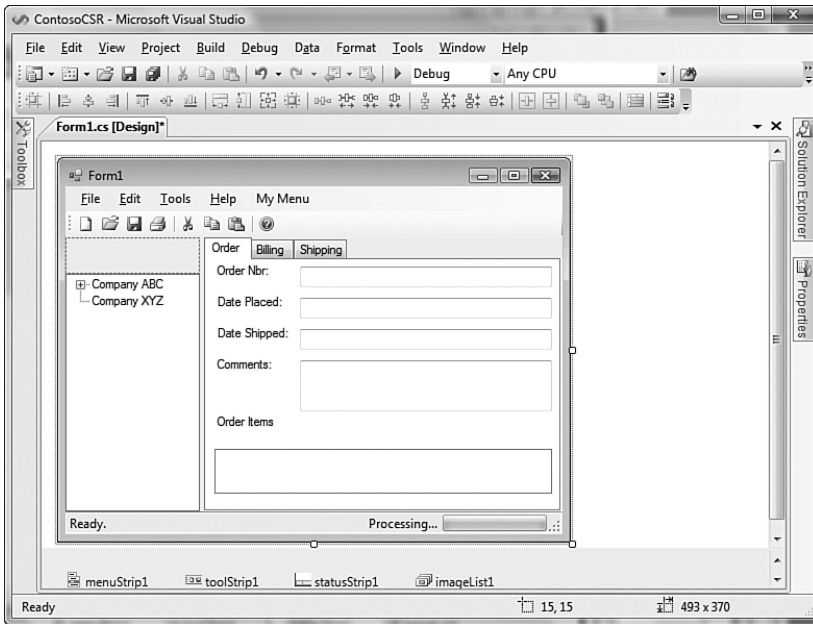 ContosoCSR - Microsoft Visual Studio
File Edit View Project Build Debug Data Format Tools Window Help
Debug Any CPU
Toolbox
Form1.cs [Design]*
Solution Explorer
Properties
Form1
File Edit Tools Help My Menu
Order Billing Shipping
Company ABC
Company XYZ
Order Nbr:
Date Placed:
Date Shipped:
Comments:
Order Items
Ready. Processing...
menuStrip1 toolStrip1 statusStrip1 imageList1
Ready 15, 15 493 x 370